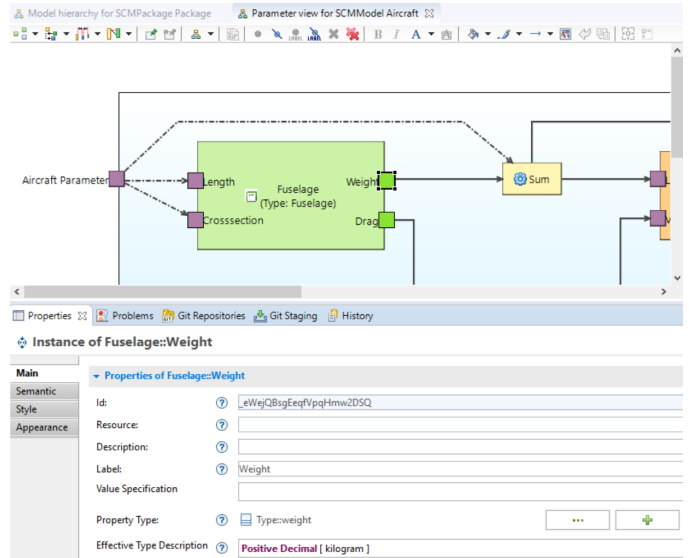 Model hierarchy for SCMPackage Package
Parameter view for SCMModel Aircraft
B I A
Aircraft Parameter
Length
Fuselage
(Type: Fuselage)
Weight
Crosssection
Drag
Sum
Properties Problems Git Repositories Git Staging History
Instance of Fuselage::Weight
Main
Semantic
Style
Appearance
Properties of Fuselage::Weight
Id: _eWejQBsgEeqfVpqHmw2DSQ
Resource:
Description:
Label: Weight
Value Specification
Property Type: Type::weight
Effective Type Description Positive Decimal [ kilogram ]